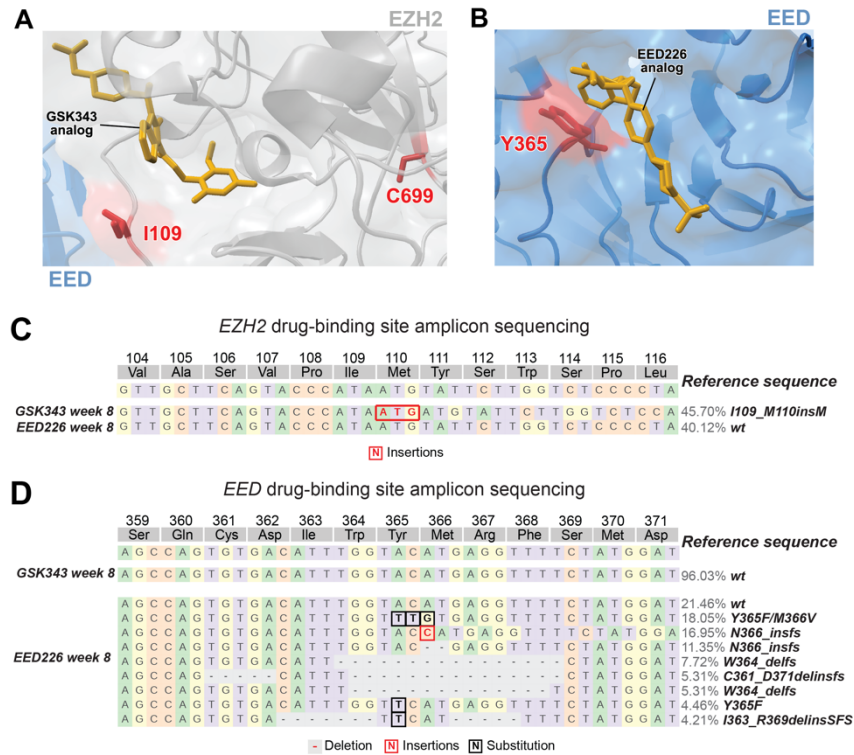 A
EZH2
GSK343
analog
I109
C699
EED
B
EED
EED226
analog
Y365
C
EZH2 drug-binding site amplicon sequencing
104 105 106 107 108 109 110 111 112 113 114 115 116
Val Ala Ser Val Pro Ile Met Tyr Ser Trp Ser Pro Leu
G T T G C T T C A G T A C C C A T A A T G T A T T C T T G G T C T C C C C T A Reference sequence
GSK343 week 8 G T T G C T T C A G T A C C C A T A A T G A T G T A T T C T T G G T C T C C T A 45.70% I109_M110insM
EED226 week 8 G T T G C T T C A G T A C C C A T A A T G T A T T C T T G G T C T C C C C T A 40.12% wt
N Insertions
D
EED drug-binding site amplicon sequencing
359 360 361 362 363 364 365 366 367 368 369 370 371
Ser Gln Cys Asp Ile Trp Tyr Met Arg Phe Ser Met Asp
A G C C A G T G T G A C A T T T G G T A C A T G A G G T T T T C T A T G G A T Reference sequence
GSK343 week 8 A G C C A G T G T G A C A T T T G G T A C A T G A G G T T T T C T A T G G A T 96.03% wt
EED226 week 8
A G C C A G T G T G A C A T T T G G T A C A T G A G G T T T T C T A T G G A T 21.46% wt
A G C C A G T G T G A C A T T T G G T T T G T G A G G T T T T C T A T G G A T 18.05% Y365F/M366V
A G C C A G T G T G A C A T T T G G T A C C A T G A G G T T T T C T A T G G A 16.95% N366_insfs
A G C C A G T G T G A C A T T T G G T A C - - G A G G T T T T C T A T G G A T 11.35% N366_insfs
A G C C A G T G T G A C A T T - - - - - - - - - - - - - - - - C T A T G G A T 7.72% W364_delfs
A G C C A G - - - - - C A T T - - - - - - - - - - - - - - - - C T A T G G A T 5.31% C361_D371delinsfs
A G C C A G T G T G A C A T T - - - - - - - - - - - - - - - T C T A T G G A T 5.31% W364_delfs
A G C C A G T G T G A C A T T T G G T T C A T G A G G T T T T C T A T G G A T 4.46% Y365F
A G C C A G T G T G A - - - - - - - - T C A T - - - - - T T T C T A T G G A T 4.21% I363_R369delinsSFS
- Deletion N Insertions N Substitution